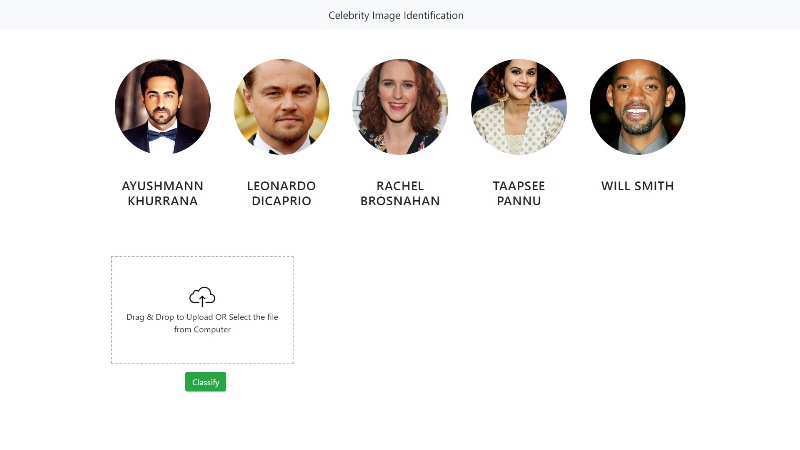 Celebrity Image Identification
AYUSHMANN
KHURRANA
LEONARDO
DICAPRIO
RACHEL
BROSNAHAN
TAAPSEE
PANNU
WILL SMITH
Drag & Drop to Upload OR Select the file
from Computer
Classify